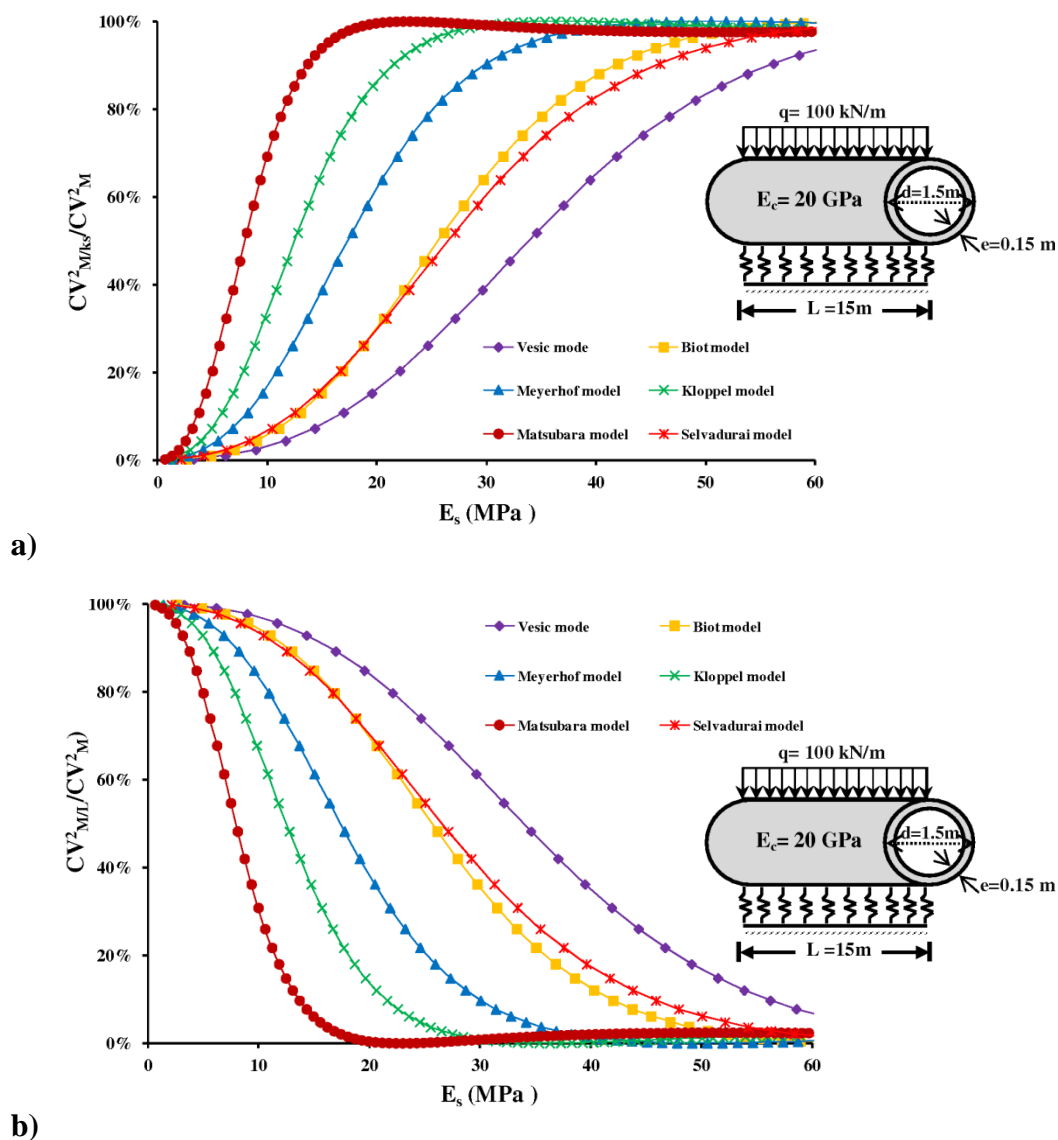 100%
80%
60%
40%
20%
0%
CV²M/ks/CV²M
q= 100 kN/m
Ec= 20 GPa
d=1.5m
e=0.15 m
L =15m
Vesic mode
Biot model
Meyerhof model
Kloppel model
Matsubara model
Selvadurai model
0 10 20 30 40 50 60
Es (MPa )
a)
100%
80%
60%
40%
20%
0%
CV²M/L/CV²M)
Vesic mode
Biot model
Meyerhof model
Kloppel model
Matsubara model
Selvadurai model
q= 100 kN/m
Ec= 20 GPa
d=1.5m
e=0.15 m
L =15m
0 10 20 30 40 50 60
Es (MPa )
b)